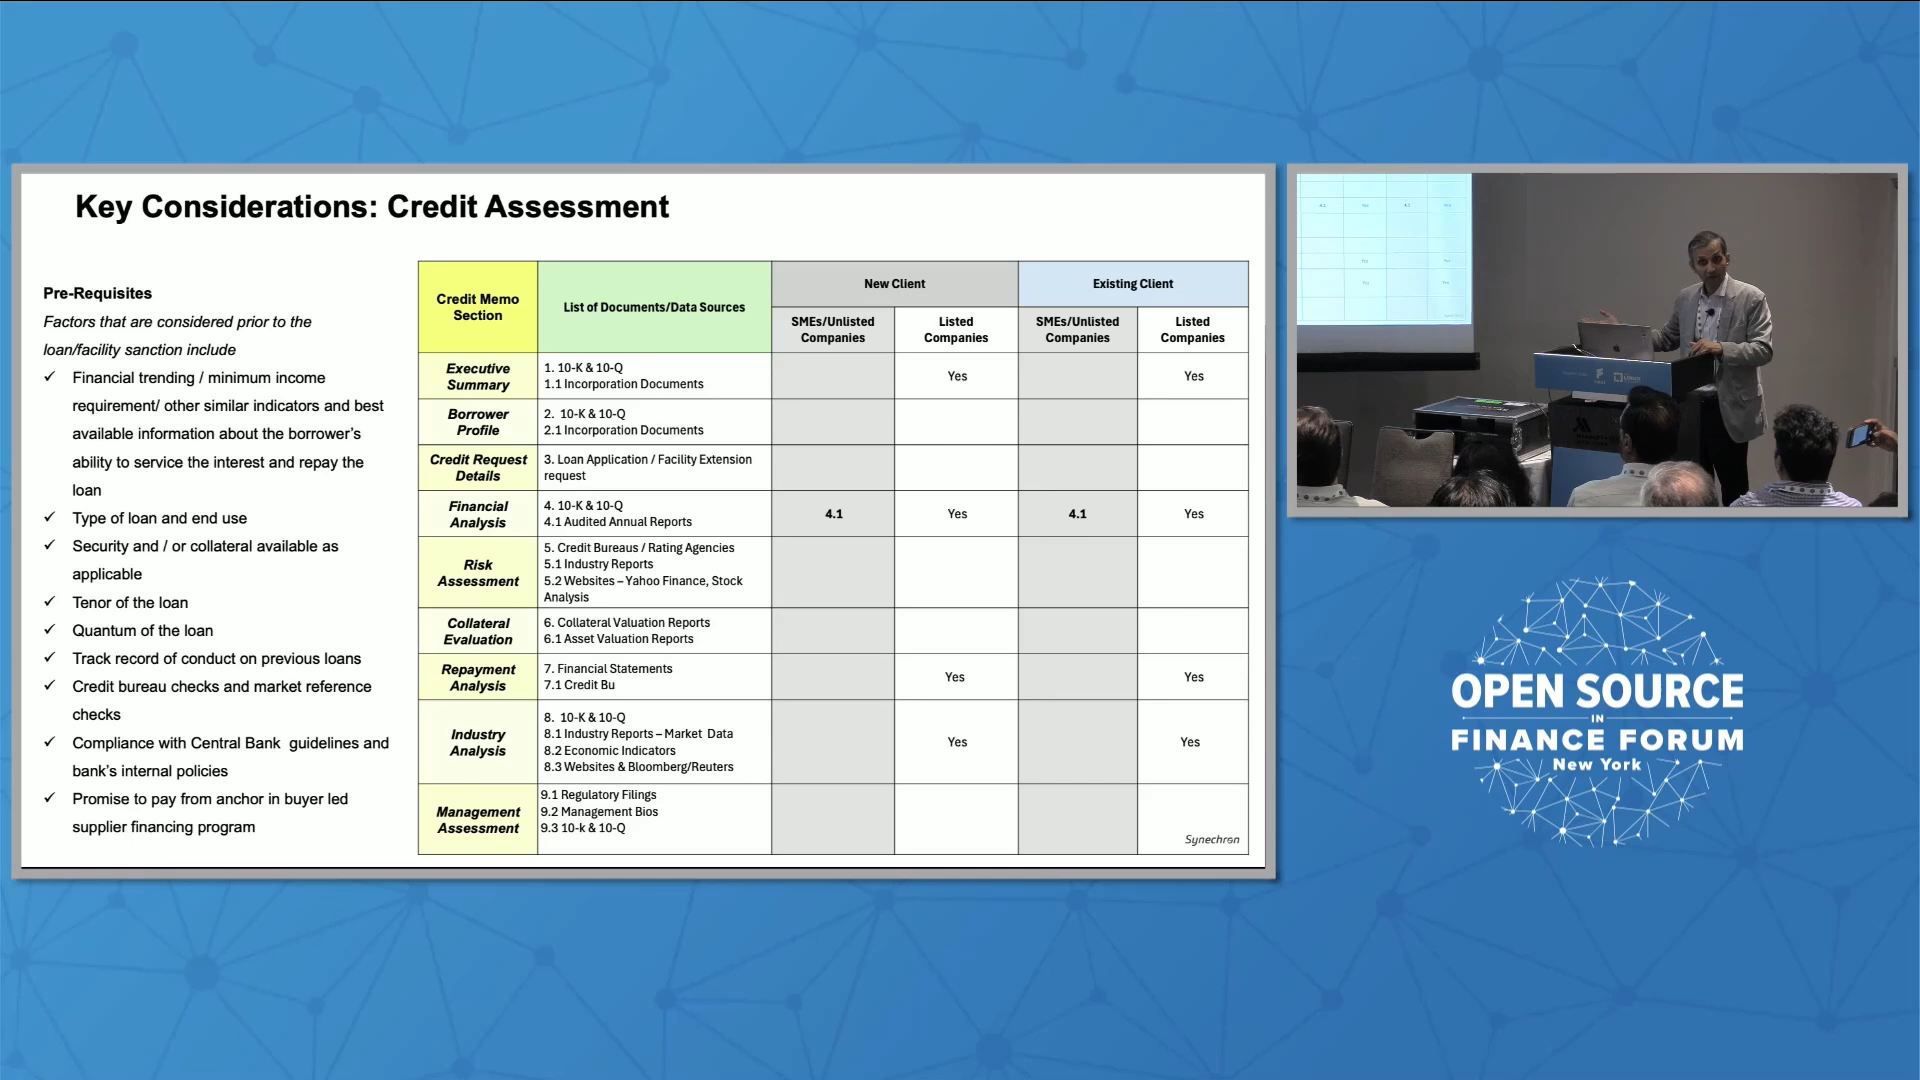 Key Considerations: Credit Assessment
Pre-Requisites
Factors that are considered prior to the
loan/facility sanction include
✓ Financial trending / minimum income
requirement/ other similar indicators and best
available information about the borrower's
ability to service the interest and repay the
loan
✓ Type of loan and end use
✓ Security and / or collateral available as
applicable
✓ Tenor of the loan
✓ Quantum of the loan
✓ Track record of conduct on previous loans
✓ Credit bureau checks and market reference
checks
✓ Compliance with Central Bank guidelines and
bank's internal policies
✓ Promise to pay from anchor in buyer led
supplier financing program
Credit Memo
Section
List of Documents/Data Sources
New Client
Existing Client
SMEs/Unlisted
Companies
Listed
Companies
SMEs/Unlisted
Companies
Listed
Companies
Executive
Summary
1. 10-K & 10-Q
1.1 Incorporation Documents
Yes
Yes
Borrower
Profile
2. 10-K & 10-Q
2.1 Incorporation Documents
Credit Request
Details
3. Loan Application / Facility Extension
request
Financial
Analysis
4. 10-K & 10-Q
4.1 Audited Annual Reports
4.1
Yes
4.1
Yes
Risk
Assessment
5. Credit Bureaus / Rating Agencies
5.1 Industry Reports
5.2 Websites – Yahoo Finance, Stock
Analysis
Collateral
Evaluation
6. Collateral Valuation Reports
6.1 Asset Valuation Reports
Repayment
Analysis
7. Financial Statements
7.1 Credit Bu
Yes
Yes
Industry
Analysis
8. 10-K & 10-Q
8.1 Industry Reports – Market Data
8.2 Economic Indicators
8.3 Websites & Bloomberg/Reuters
Yes
Yes
Management
Assessment
9.1 Regulatory Filings
9.2 Management Bios
9.3 10-k & 10-Q
Synechron
4.1 Yes 4.1 Yes
Yes Yes
Yes Yes
OPEN SOURCE
IN
FINANCE FORUM
New York